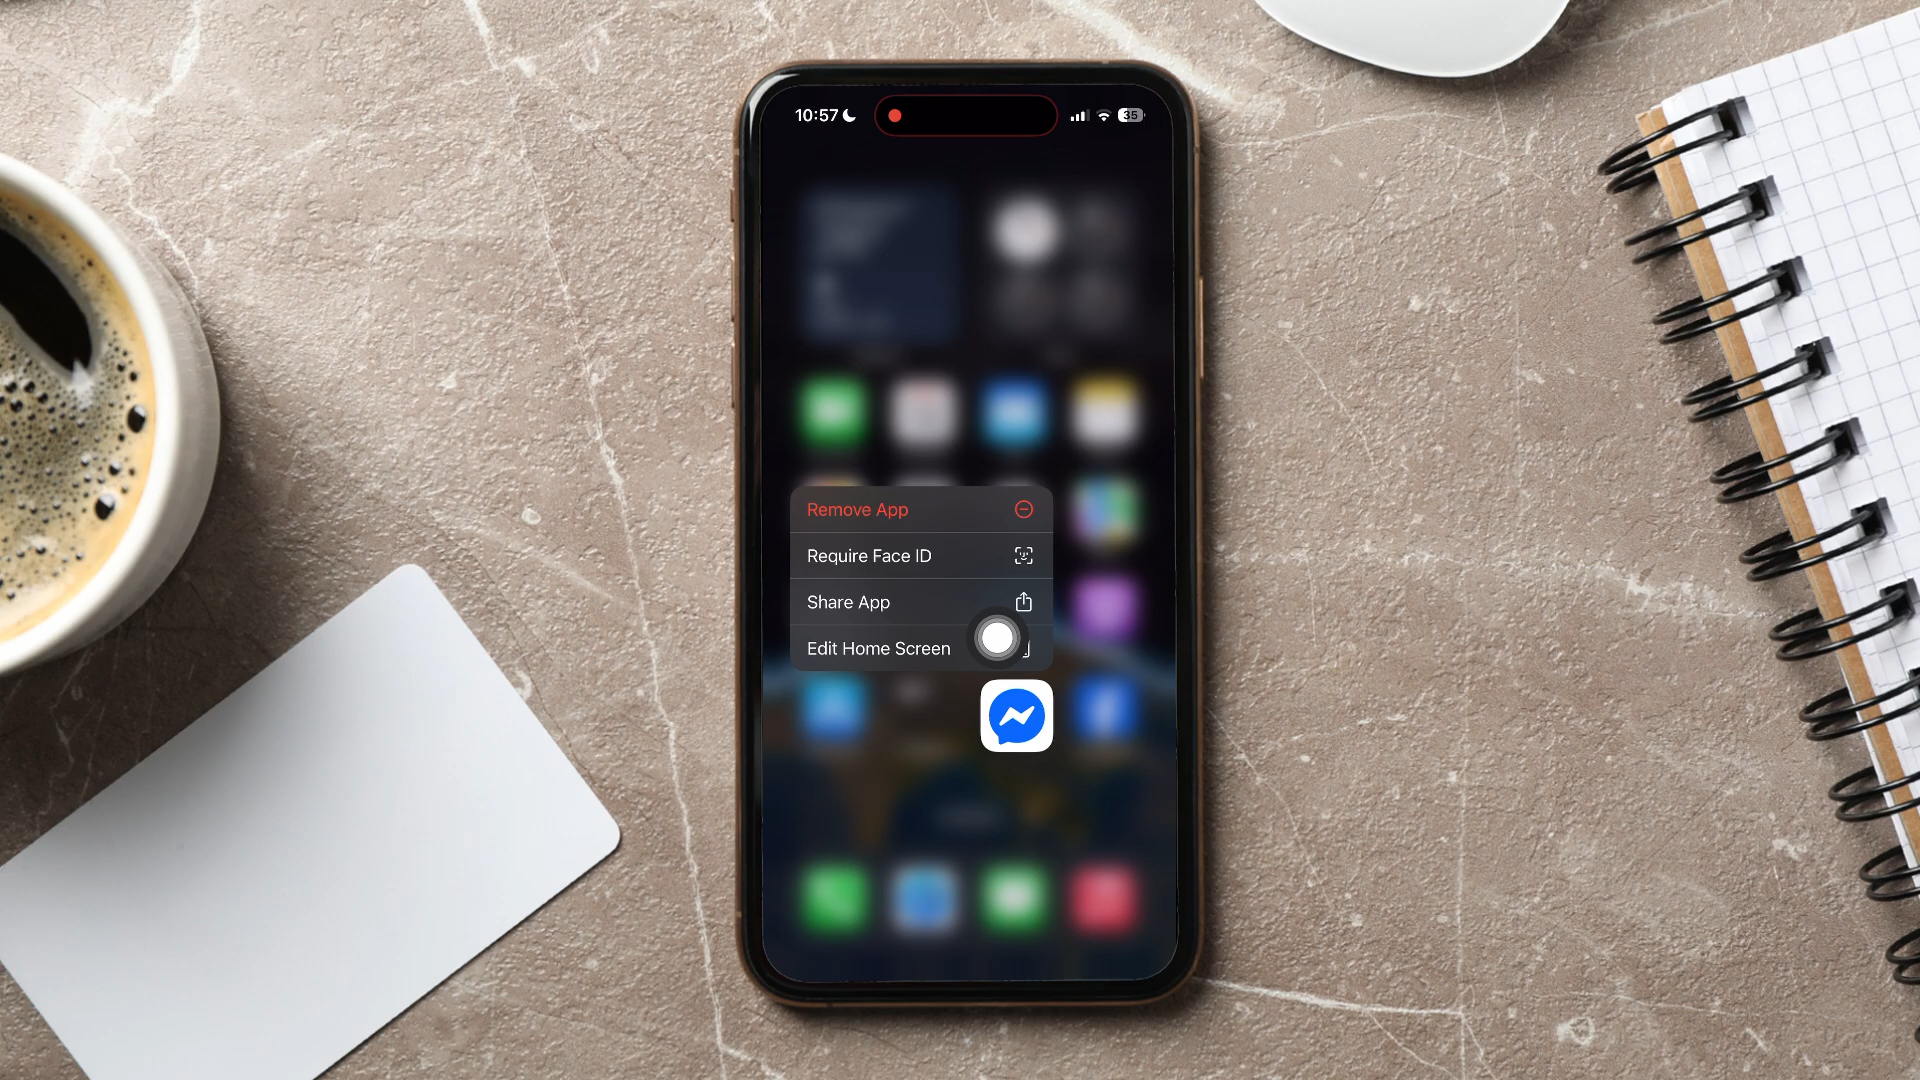 10:57
35
Remove App
Require Face ID
Share App
Edit Home Screen